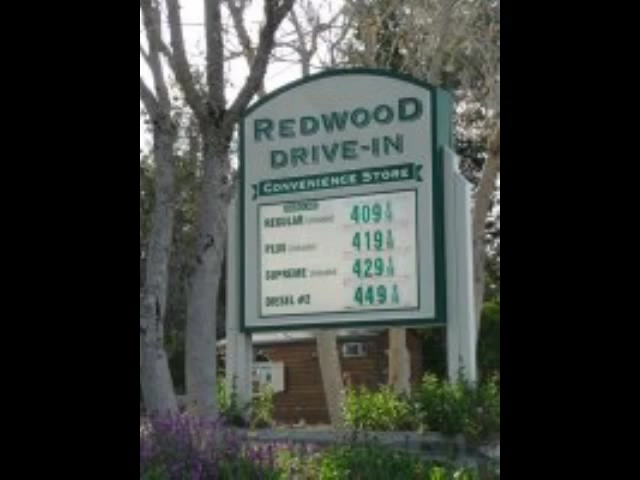 REDWOOD
DRIVE-IN
CONVENIENCE STORE
REGULAR 409
PLUS 419
SUPREME 429
DIESEL #2 449